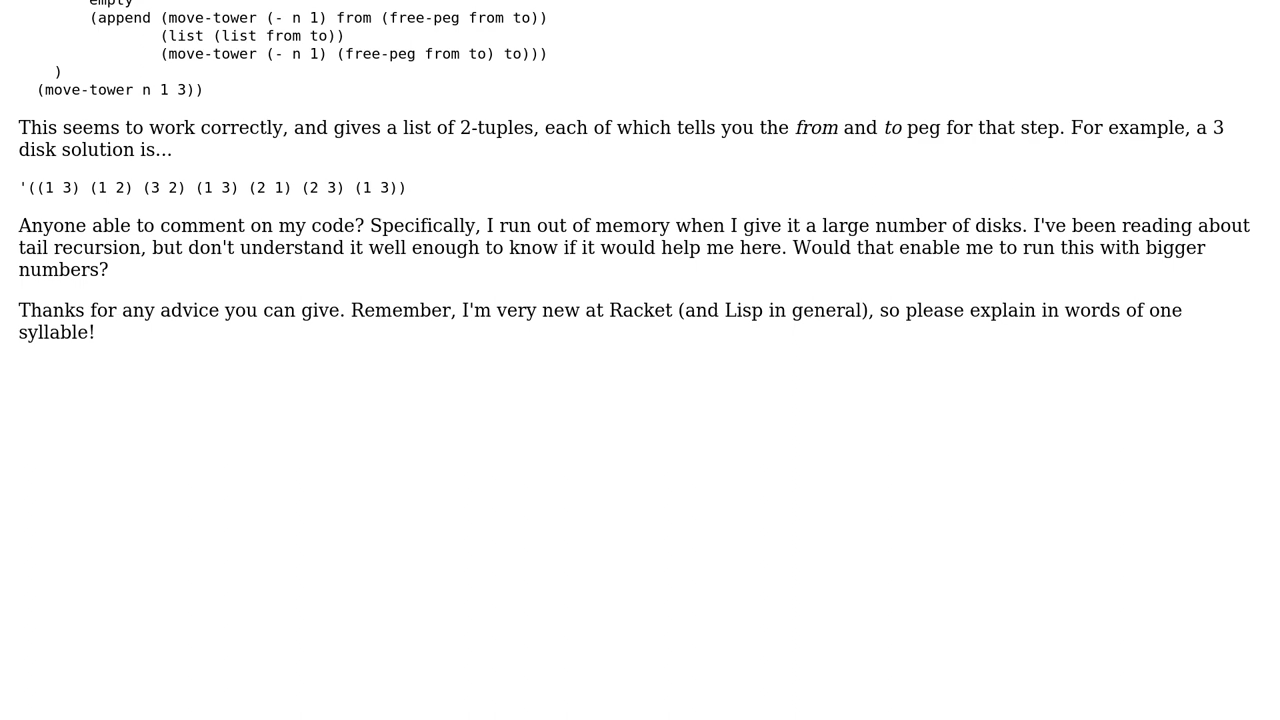 empty
(append (move-tower (- n 1) from (free-peg from to))
(list (list from to))
(move-tower (- n 1) (free-peg from to) to)))
)
(move-tower n 1 3))
This seems to work correctly, and gives a list of 2-tuples, each of which tells you the from and to peg for that step. For example, a 3
disk solution is...
'((1 3) (1 2) (3 2) (1 3) (2 1) (2 3) (1 3))
Anyone able to comment on my code? Specifically, I run out of memory when I give it a large number of disks. I've been reading about
tail recursion, but don't understand it well enough to know if it would help me here. Would that enable me to run this with bigger
numbers?
Thanks for any advice you can give. Remember, I'm very new at Racket (and Lisp in general), so please explain in words of one
syllable!